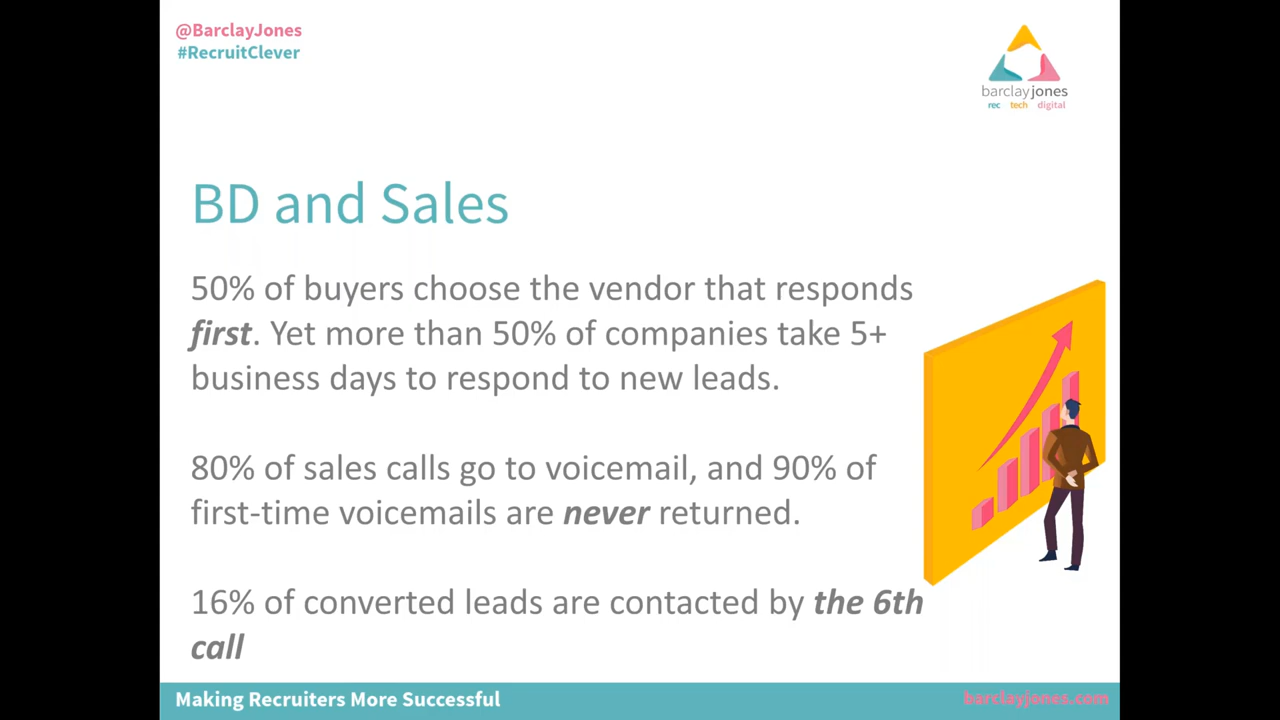 @BarclayJones
#RecruitClever
barclayjones
rec tech digital
BD and Sales
50% of buyers choose the vendor that responds
first. Yet more than 50% of companies take 5+
business days to respond to new leads.
80% of sales calls go to voicemail, and 90% of
first-time voicemails are never returned.
16% of converted leads are contacted by the 6th
call
Making Recruiters More Successful
barclayjones.com